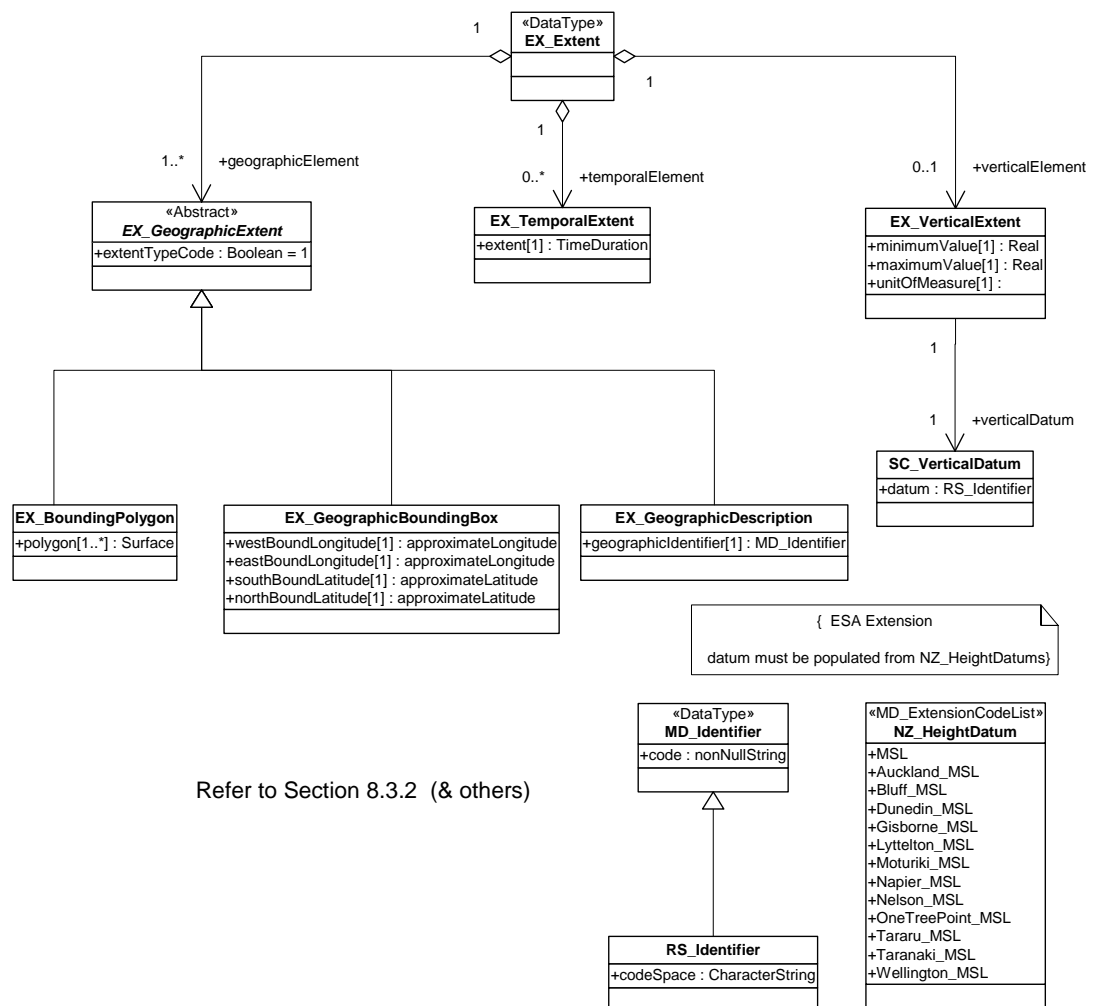 «DataType»
EX_Extent
1
1
1
1..*
+geographicElement
0..*
+temporalElement
0..1
+verticalElement
«Abstract»
EX_GeographicExtent
+extentTypeCode : Boolean = 1
EX_TemporalExtent
+extent[1] : TimeDuration
EX_VerticalExtent
+minimumValue[1] : Real
+maximumValue[1] : Real
+unitOfMeasure[1] :
1
1
+verticalDatum
SC_VerticalDatum
+datum : RS_Identifier
EX_BoundingPolygon
+polygon[1..*] : Surface
EX_GeographicBoundingBox
+westBoundLongitude[1] : approximateLongitude
+eastBoundLongitude[1] : approximateLongitude
+southBoundLatitude[1] : approximateLatitude
+northBoundLatitude[1] : approximateLatitude
EX_GeographicDescription
+geographicIdentifier[1] : MD_Identifier
{ ESA Extension
datum must be populated from NZ_HeightDatums}
«DataType»
MD_Identifier
+code : nonNullString
Refer to Section 8.3.2 (& others)
RS_Identifier
+codeSpace : CharacterString
«MD_ExtensionCodeList»
NZ_HeightDatum
+MSL
+Auckland_MSL
+Bluff_MSL
+Dunedin_MSL
+Gisborne_MSL
+Lyttelton_MSL
+Moturiki_MSL
+Napier_MSL
+Nelson_MSL
+OneTreePoint_MSL
+Tararu_MSL
+Taranaki_MSL
+Wellington_MSL